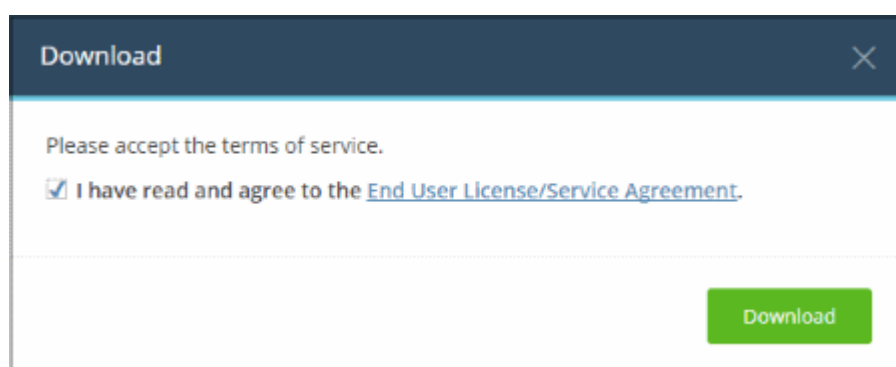 Download
Please accept the terms of service.
I have read and agree to the End User License/Service Agreement.
Download